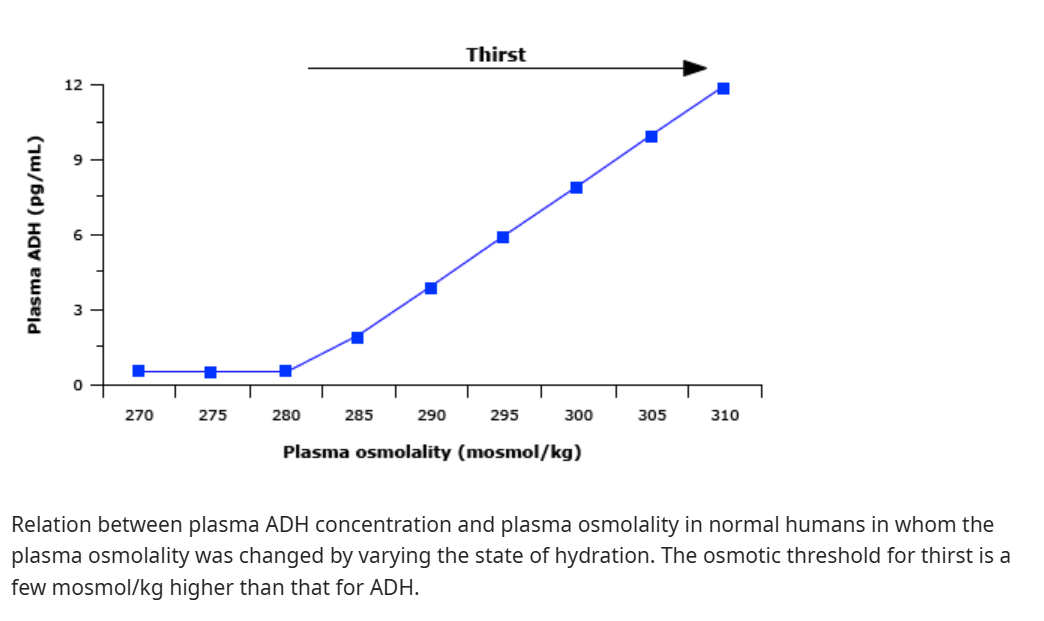 Thirst
12
9
6
3
0
Plasma ADH (pg/mL)
270 275 280 285 290 295 300 305 310
Plasma osmolality (mosmol/kg)
Relation between plasma ADH concentration and plasma osmolality in normal humans in whom the
plasma osmolality was changed by varying the state of hydration. The osmotic threshold for thirst is a
few mosmol/kg higher than that for ADH.